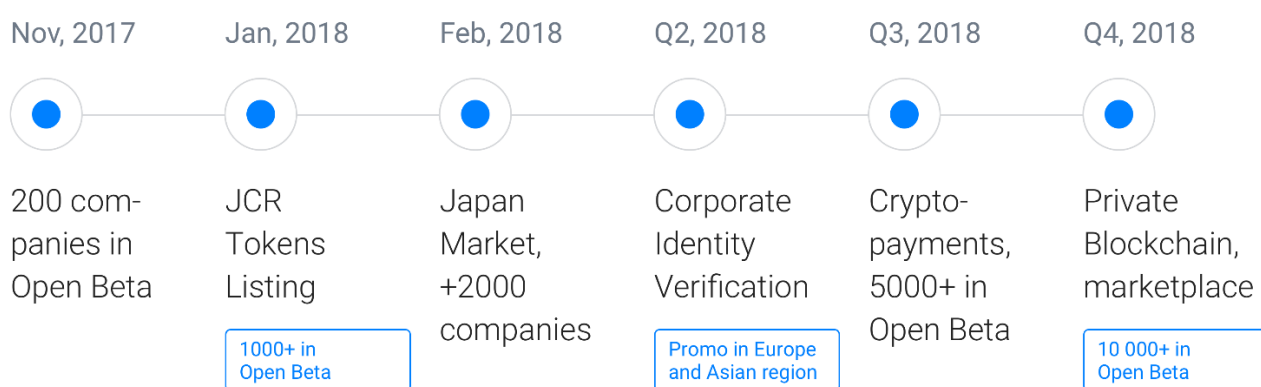 Nov, 2017
Jan, 2018
Feb, 2018
Q2, 2018
Q3, 2018
Q4, 2018
200 com-
panies in
Open Beta
JCR
Tokens
Listing
1000+ in
Open Beta
Japan
Market,
+2000
companies
Corporate
Identity
Verification
Promo in Europe
and Asian region
Crypto-
payments,
5000+ in
Open Beta
Private
Blockchain,
marketplace
10 000+ in
Open Beta